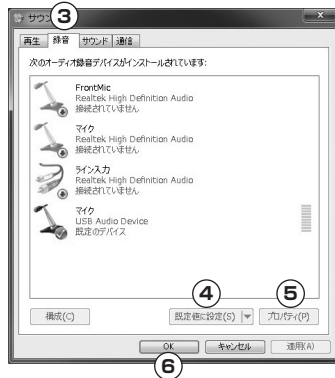 サウン
③
再生 録音 サウンド 通信
次のオーディオ録音デバイスがインストールされています:
FrontMic
Realtek High Definition Audio
接続されていません
マイク
Realtek High Definition Audio
接続されていません
ライン入力
Realtek High Definition Audio
接続されていません
マイク
USB Audio Device
既定のデバイス
④ ⑤
構成(C) 既定値に設定(S) プロパティ(P)
OK キャンセル 適用(A)
⑥